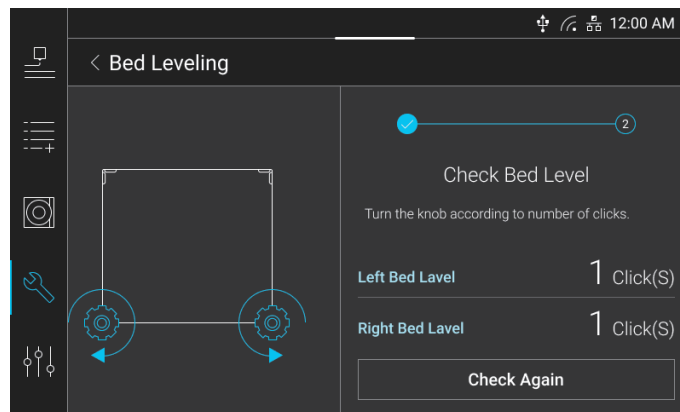 12:00 AM
< Bed Leveling
2
Check Bed Level
Turn the knob according to number of clicks.
Left Bed Lavel 1 Click(S)
Right Bed Lavel 1 Click(S)
Check Again